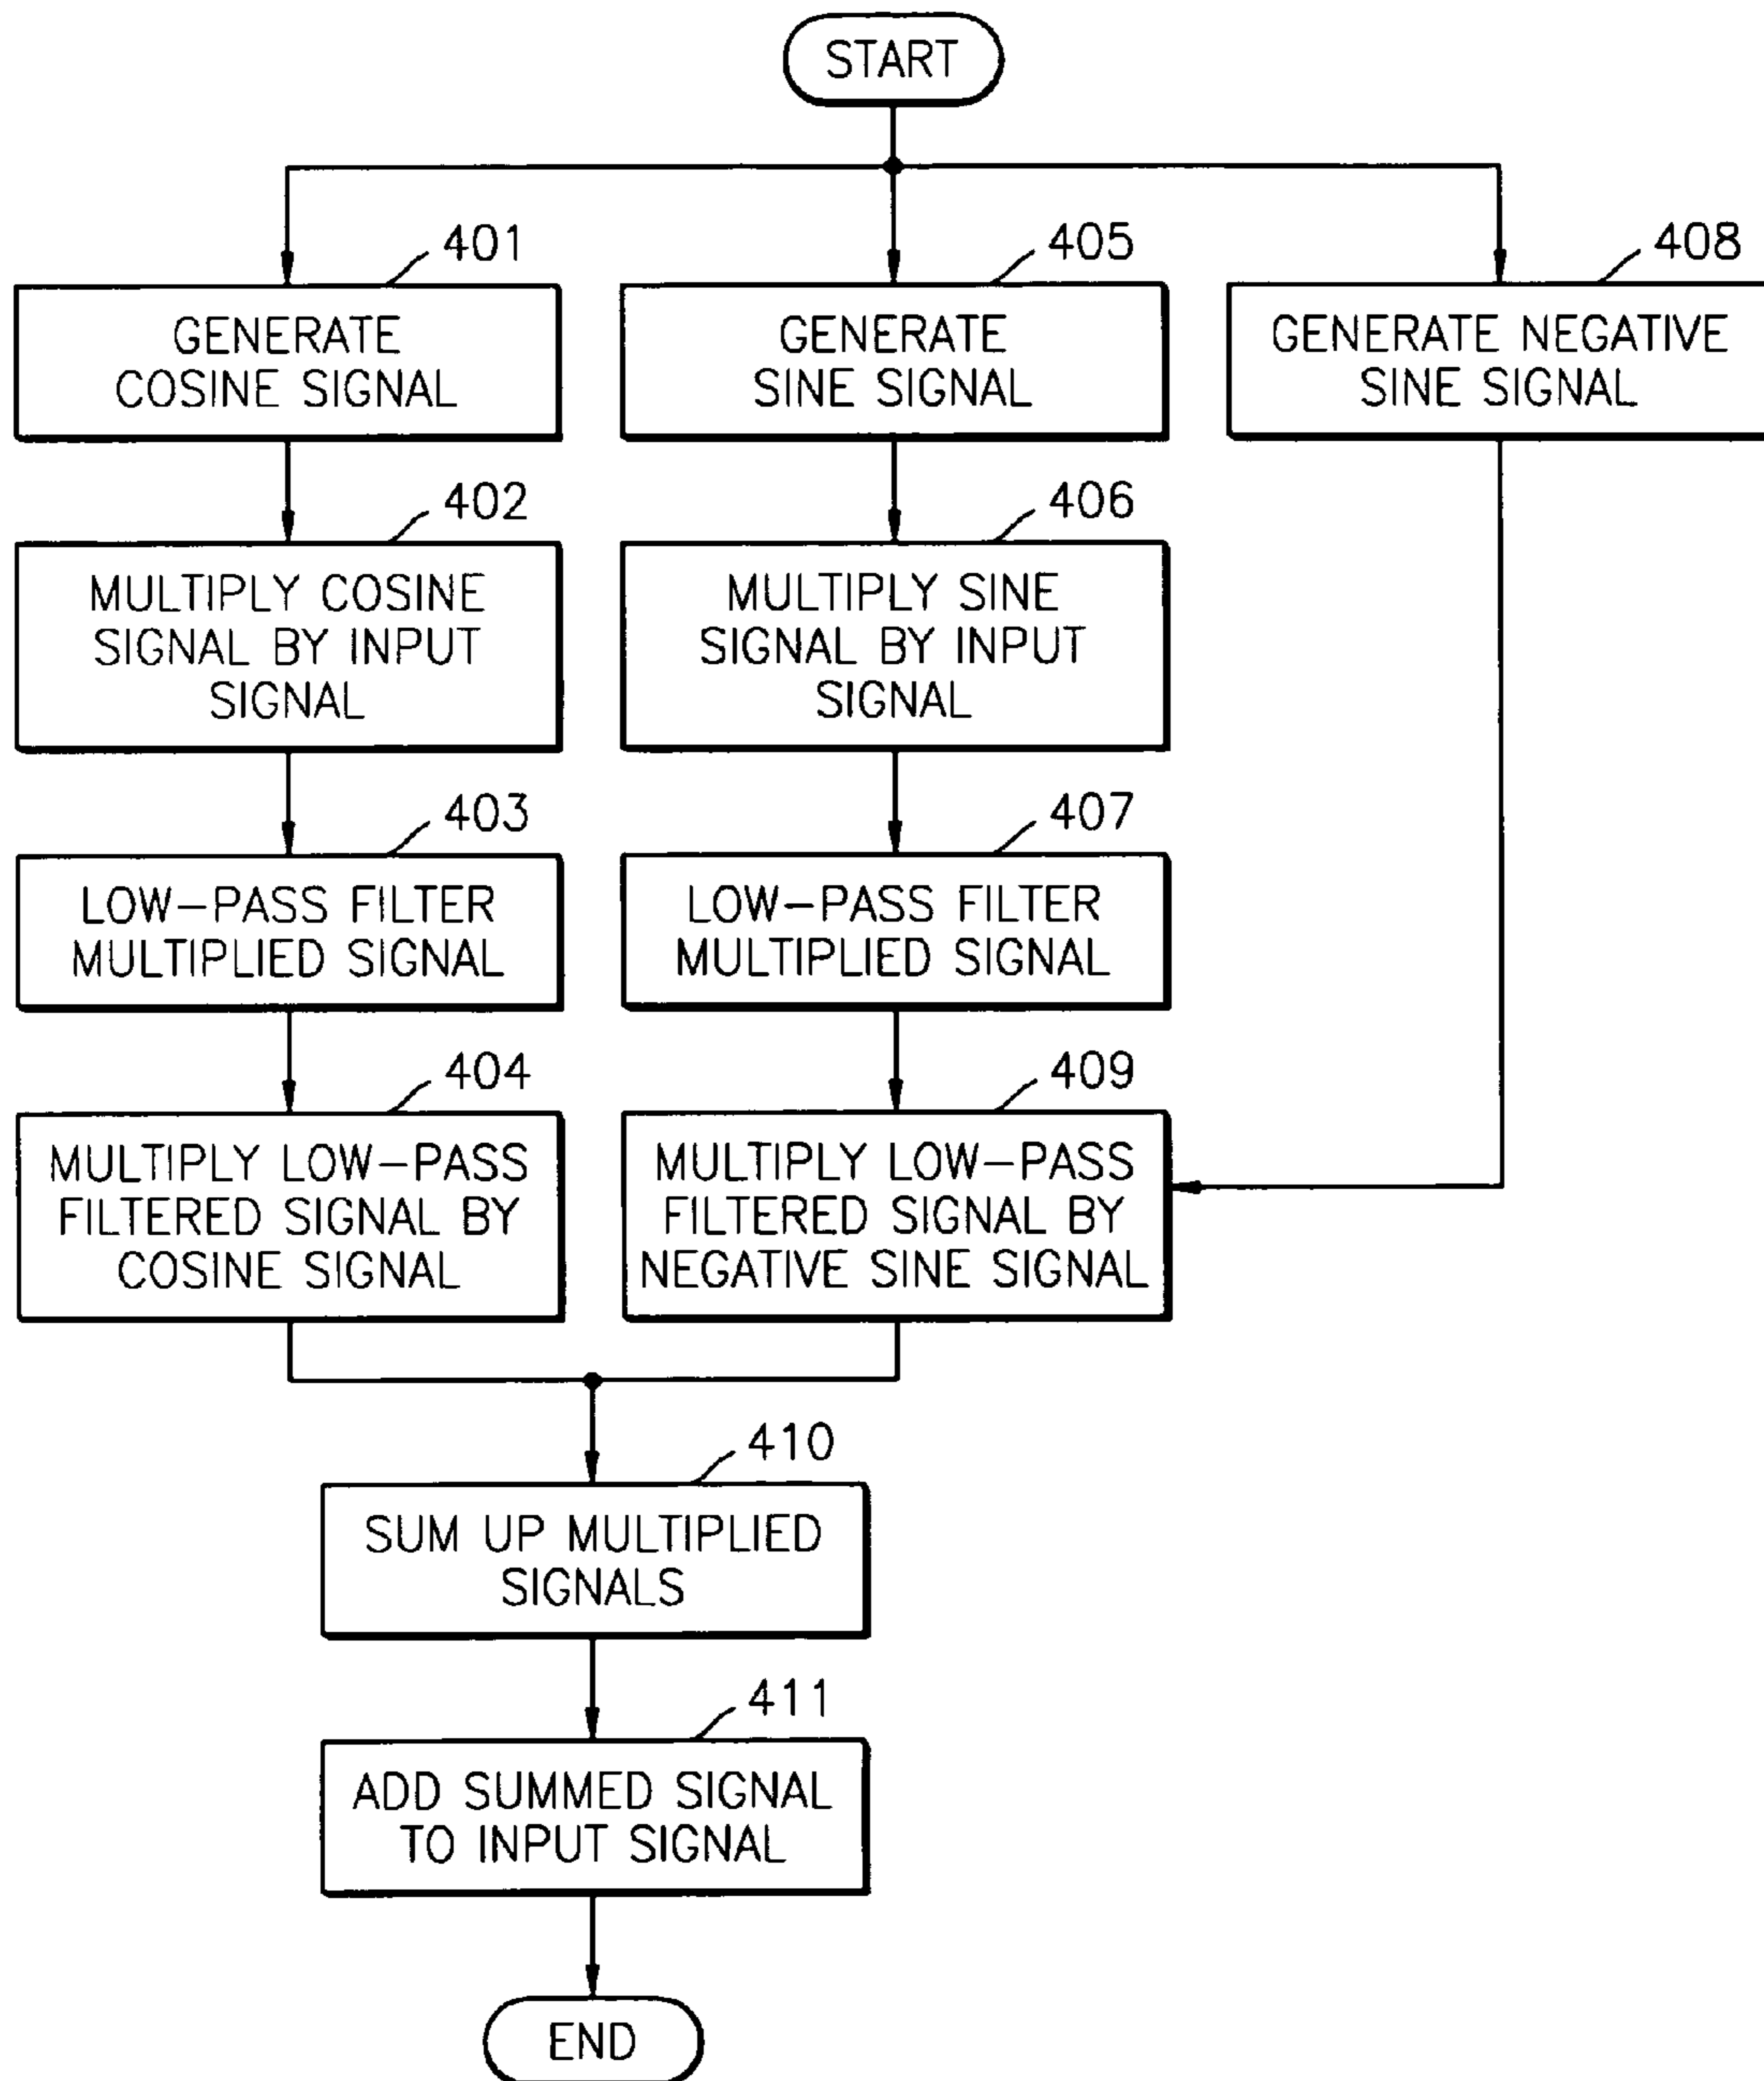 START
401
GENERATE
COSINE SIGNAL
405
GENERATE
SINE SIGNAL
408
GENERATE NEGATIVE
SINE SIGNAL
402
MULTIPLY COSINE
SIGNAL BY INPUT
SIGNAL
406
MULTIPLY SINE
SIGNAL BY INPUT
SIGNAL
403
LOW-PASS FILTER
MULTIPLIED SIGNAL
407
LOW-PASS FILTER
MULTIPLIED SIGNAL
404
MULTIPLY LOW-PASS
FILTERED SIGNAL BY
COSINE SIGNAL
409
MULTIPLY LOW-PASS
FILTERED SIGNAL BY
NEGATIVE SINE SIGNAL
410
SUM UP MULTIPLIED
SIGNALS
411
ADD SUMMED SIGNAL
TO INPUT SIGNAL
END